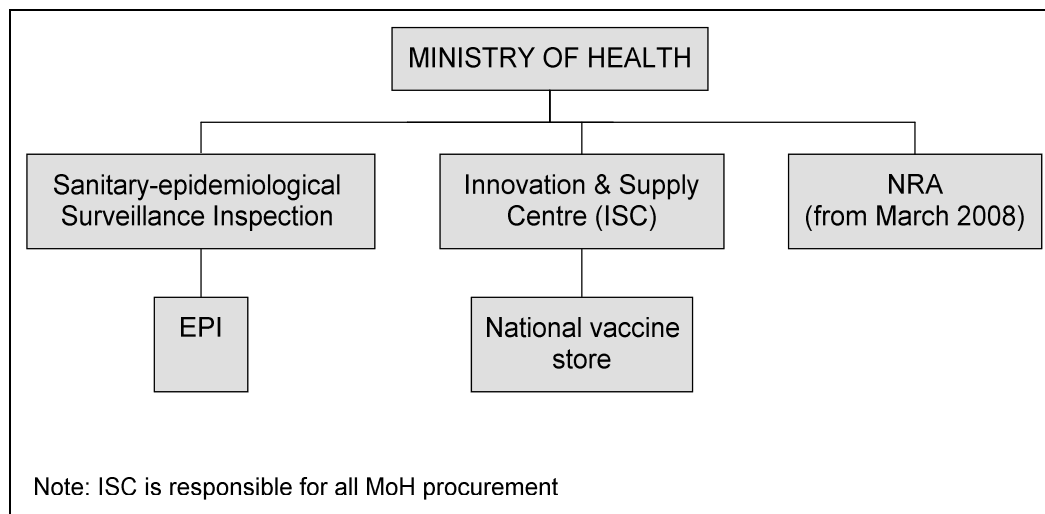 MINISTRY OF HEALTH
Sanitary-epidemiological
Surveillance Inspection
Innovation & Supply
Centre (ISC)
NRA
(from March 2008)
EPI
National vaccine
store
Note: ISC is responsible for all MoH procurement